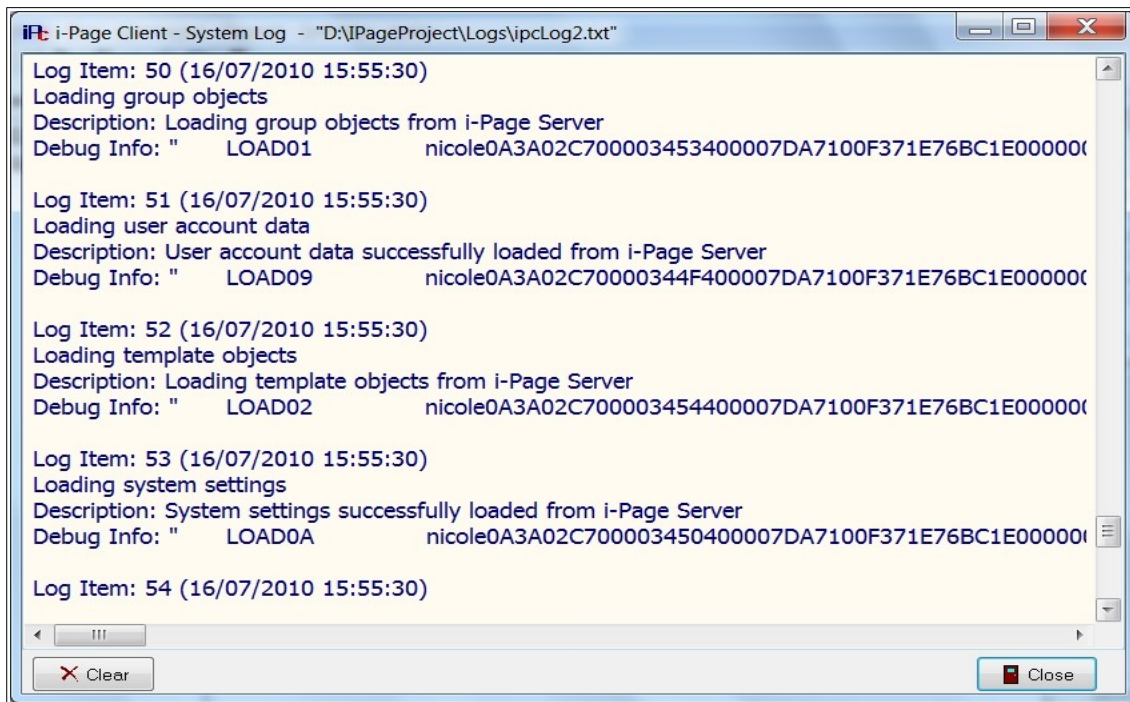 iPc i-Page Client - System Log - "D:\IPageProject\Logs\ipcLog2.txt"
Log Item: 50 (16/07/2010 15:55:30)
Loading group objects
Description: Loading group objects from i-Page Server
Debug Info: " LOAD01 nicole0A3A02C700003453400007DA7100F371E76BC1E000000
Log Item: 51 (16/07/2010 15:55:30)
Loading user account data
Description: User account data successfully loaded from i-Page Server
Debug Info: " LOAD09 nicole0A3A02C70000344F400007DA7100F371E76BC1E000000
Log Item: 52 (16/07/2010 15:55:30)
Loading template objects
Description: Loading template objects from i-Page Server
Debug Info: " LOAD02 nicole0A3A02C700003454400007DA7100F371E76BC1E000000
Log Item: 53 (16/07/2010 15:55:30)
Loading system settings
Description: System settings successfully loaded from i-Page Server
Debug Info: " LOAD0A nicole0A3A02C700003450400007DA7100F371E76BC1E000000
Log Item: 54 (16/07/2010 15:55:30)
Clear
Close